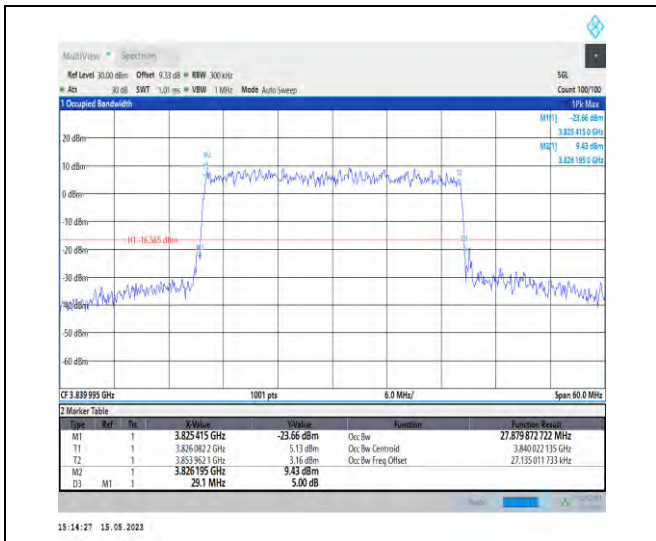 MultiView Spectrum
Ref Level 30.00 dBm Offset 9.33 dB RBW 300 kHz SGL
Att 30 dB SWT 1.01 ms VBW 1 MHz Mode Auto Sweep Count 100/100
1 Occupied Bandwidth 1Pk Max
M1[1] -23.66 dBm
3.825 415 0 GHz
M2[1] 9.43 dBm
3.826 195 0 GHz
20 dBm
M2
10 dBm
T1
T2
0 dBm
-10 dBm
H1 -16.565 dBm
D3
M1
-20 dBm
-30 dBm
-40 dBm
-50 dBm
-60 dBm
CF 3.839 995 GHz 1001 pts 6.0 MHz/ Span 60.0 MHz
2 Marker Table
Type Ref Trc X-Value Y-Value Function Function Result
M1 1 3.825 415 GHz -23.66 dBm Occ Bw 27.879 872 722 MHz
T1 1 3.826 082 2 GHz 5.13 dBm Occ Bw Centroid 3.840 022 135 GHz
T2 1 3.853 962 1 GHz 3.16 dBm Occ Bw Freq Offset 27.135 011 733 kHz
M2 1 3.826 195 GHz 9.43 dBm
D3 M1 1 29.1 MHz 5.00 dB
15:14:27 15.05.2023